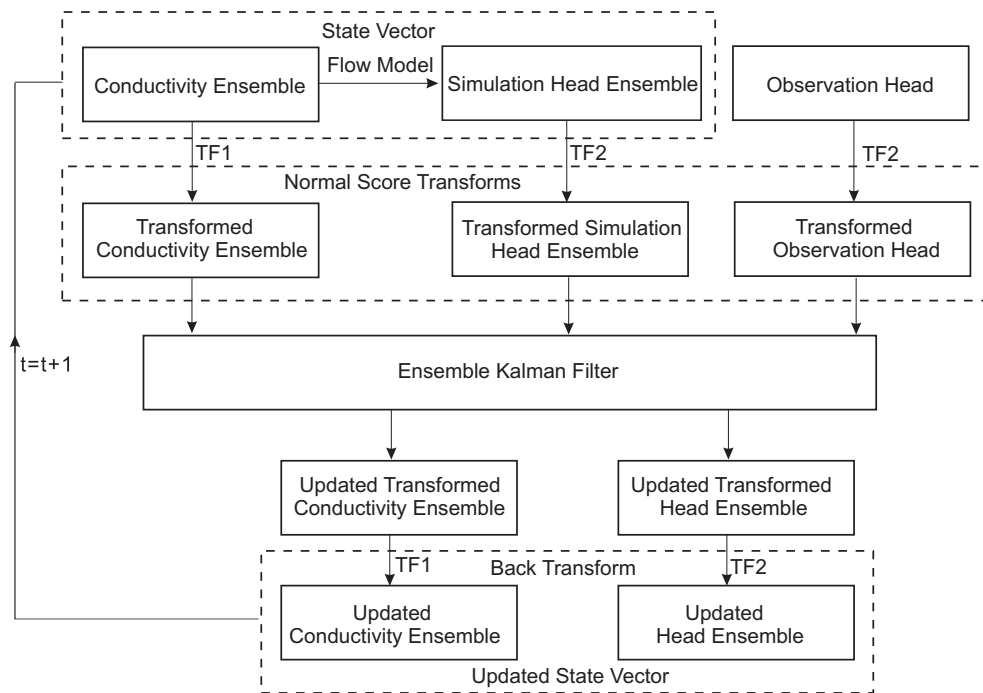 State Vector
Conductivity Ensemble
Flow Model
Simulation Head Ensemble
Observation Head
TF1
TF2
TF2
Normal Score Transforms
Transformed
Conductivity Ensemble
Transformed Simulation
Head Ensemble
Transformed
Observation Head
t=t+1
Ensemble Kalman Filter
Updated Transformed
Conductivity Ensemble
Updated Transformed
Head Ensemble
TF1
Back Transform
TF2
Updated
Conductivity Ensemble
Updated
Head Ensemble
Updated State Vector